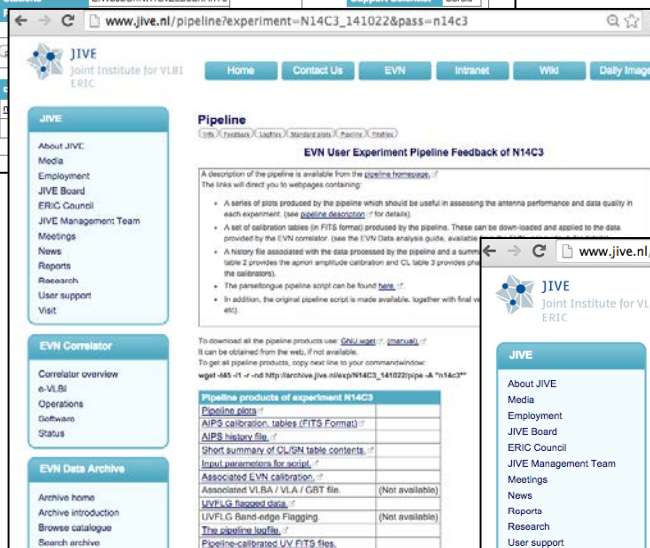 www.jive.nl/pipeline?experiment=N14C3_141022&pass=n14c3
JIVE
Joint Institute for VLBI
ERIC
Home
Contact Us
EVN
Intranet
Wiki
Daily Image
JIVE
About JIVE
Media
Employment
JIVE Board
ERIC Council
JIVE Management Team
Meetings
News
Reports
Research
User support
Visit
EVN Correlator
Correlator overview
e-VLBI
Operations
Software
Status
EVN Data Archive
Archive home
Archive introduction
Browse catalogue
Search archive
Pipeline
Info
Feedback
Logfiles
Standard plots
Pipeline
Fitsfiles
EVN User Experiment Pipeline Feedback of N14C3
A description of the pipeline is available from the pipeline homepage.
The links will direct you to webpages containing:
• A series of plots produced by the pipeline which should be useful in assessing the antenna performance and data quality in
each experiment. (see pipeline description for details).
• A set of calibration tables (in FITS format) produced by the pipeline. These can be down-loaded and applied to the data
provided by the EVN correlator. (see the EVN Data analysis guide, available
• A history file associated with the data processed by the pipeline and a summ
table 2 provides the apriori amplitude calibration and CL table 3 provides pha
the calibrators).
• The parseltongue pipeline script can be found here.
• In addition, the original pipeline script is made available, together with final ve
etc).
To download all the pipeline products use: GNU wget , (manual).
It can be obtained from the web, if not available.
To get all pipeline products, copy next line to your commandwindow:
wget -t45 -l1 -r -nd http://archive.jive.nl/exp/N14C3_141022/pipe -A "n14c3*"
Pipeline products of experiment N14C3
Pipeline plots
AIPS calibration, tables (FITS Format)
AIPS history file.
Short summary of CL/SN table contents.
Input parameters for script.
Associated EVN calibration.
Associated VLBA / VLA / GBT file. (Not available)
UVFLG flagged data.
UVFLG Band-edge Flagging. (Not available)
The pipeline logfile.
Pipeline-calibrated UV FITS files.
www.jive.nl/
JIVE
Joint Institute for VL
ERIC
JIVE
About JIVE
Media
Employment
JIVE Board
ERIC Council
JIVE Management Team
Meetings
News
Reports
Research
User support